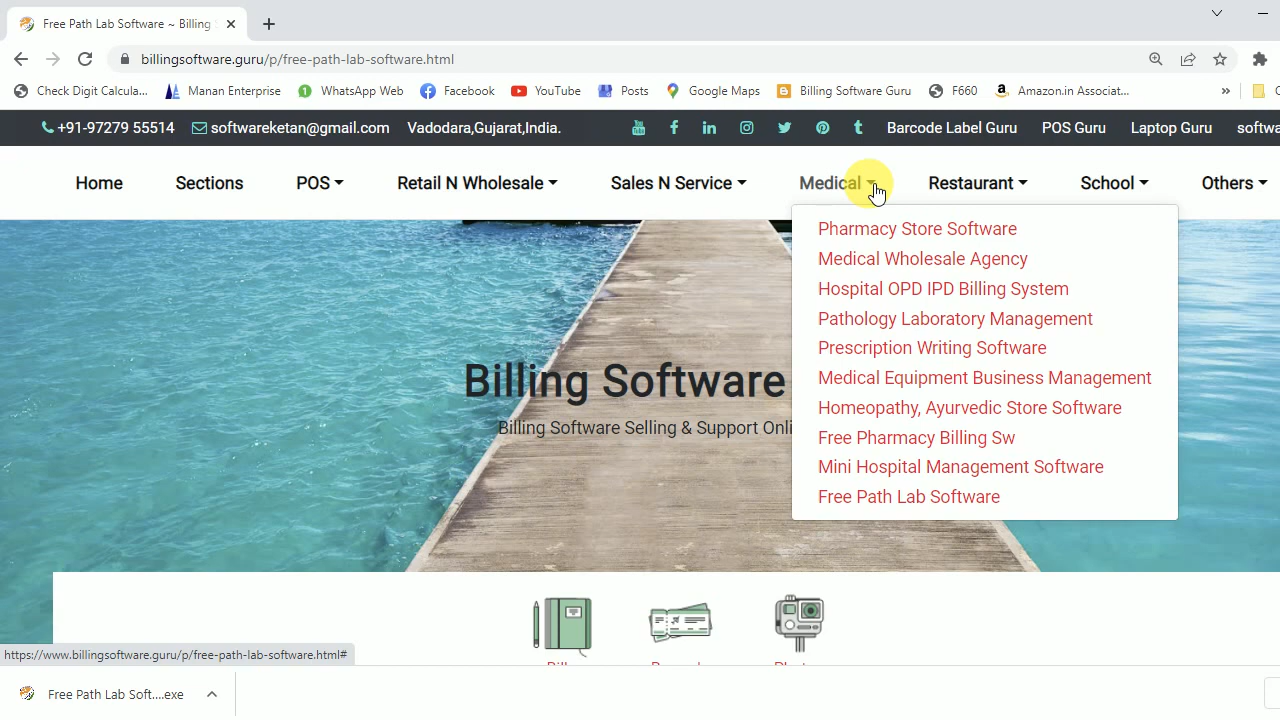 Free Path Lab Software ~ Billing
billingsoftware.guru/p/free-path-lab-software.html
Check Digit Calcula... Manan Enterprise WhatsApp Web Facebook YouTube Posts Google Maps Billing Software Guru F660 Amazon.in Associat... »
+91-97279 55514 softwareketan@gmail.com Vadodara,Gujarat,India. Barcode Label Guru POS Guru Laptop Guru softwa
Home Sections POS Retail N Wholesale Sales N Service Medical Restaurant School Others
Pharmacy Store Software
Medical Wholesale Agency
Hospital OPD IPD Billing System
Pathology Laboratory Management
Prescription Writing Software
Medical Equipment Business Management
Homeopathy, Ayurvedic Store Software
Free Pharmacy Billing Sw
Mini Hospital Management Software
Free Path Lab Software
Billing Software
Billing Software Selling & Support Onli
https://www.billingsoftware.guru/p/free-path-lab-software.html#
Free Path Lab Soft....exe